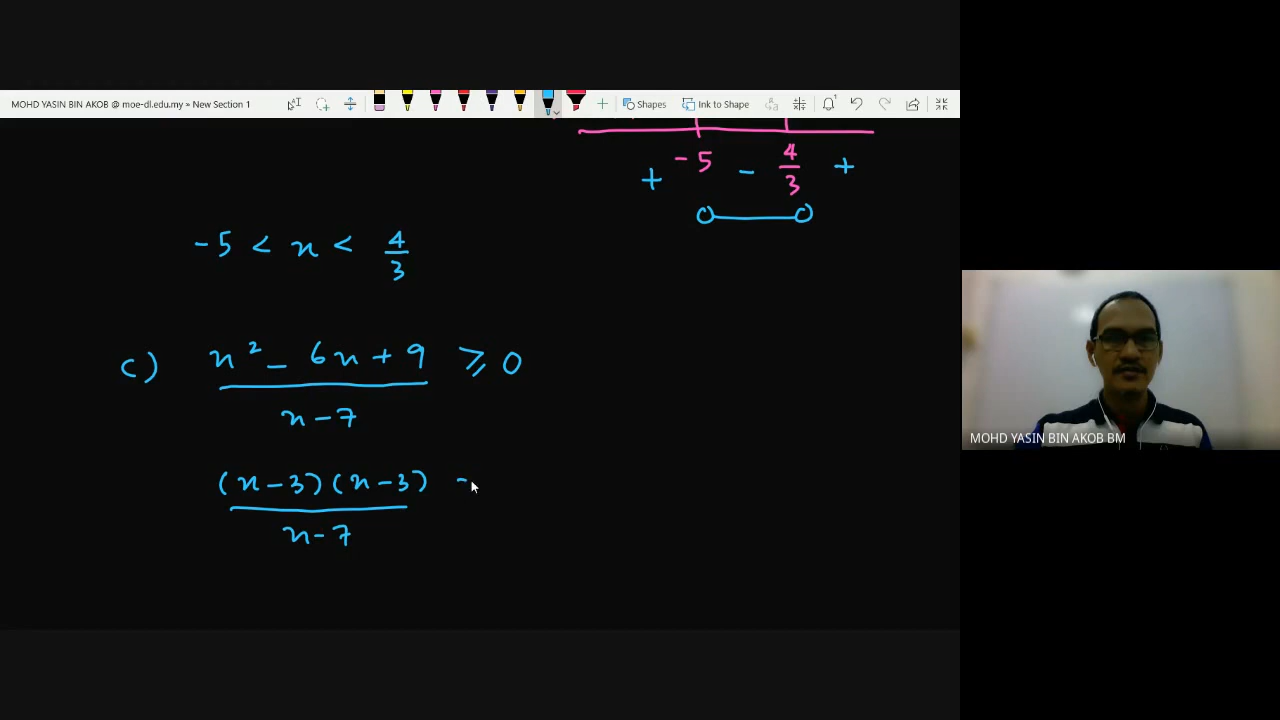 MOHD YASIN BIN AKOB @ moe-dl.edu.my » New Section 1
Shapes
Ink to Shape
+ -5 - 4/3 +
-5 < x < 4/3
c) x² - 6x + 9 ≥ 0
x - 7
(x - 3)(x - 3) -
x - 7
MOHD YASIN BIN AKOB BM